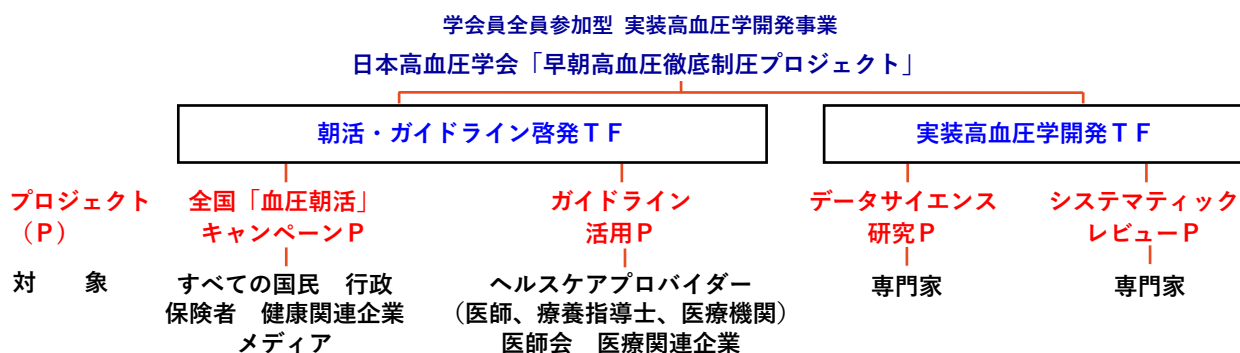 学会員全員参加型 実装高血圧学開発事業
日本高血圧学会「早朝高血圧徹底制圧プロジェクト」
朝活・ガイドライン啓発ＴＦ
実装高血圧学開発ＴＦ
プロジェクト
（Ｐ）
全国「血圧朝活」
キャンペーンＰ
ガイドライン
活用Ｐ
データサイエンス
研究Ｐ
システマティック
レビューＰ
対　　象
すべての国民　行政
保険者　健康関連企業
メディア
ヘルスケアプロバイダー
（医師、療養指導士、医療機関）
医師会　医療関連企業
専門家
専門家